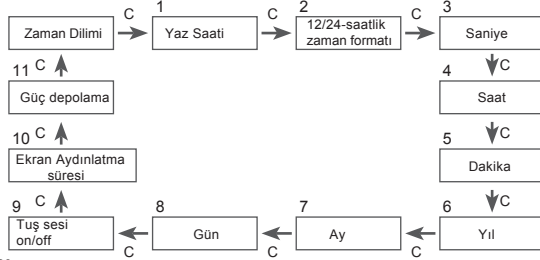 C
1
C
2
C
3
Zaman Dilimi
Yaz Saati
12/24-saatlik
zaman formatı
Saniye
11 C
4
C
Güç depolama
Saat
10 C
5
C
Ekran Aydınlatma
süresi
Dakika
9 C
8
7
6
C
Tuş sesi
on/off
Gün
Ay
Yıl
C
C
C